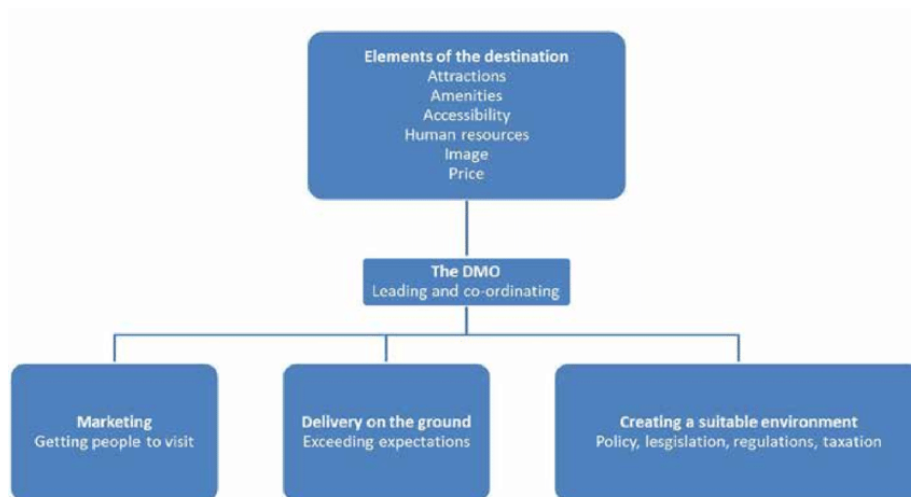 Elements of the destination
Attractions
Amenities
Accessibility
Human resources
Image
Price
The DMO
Leading and co-ordinating
Marketing
Getting people to visit
Delivery on the ground
Exceeding expectations
Creating a suitable environment
Policy, lesgislation, regulations, taxation